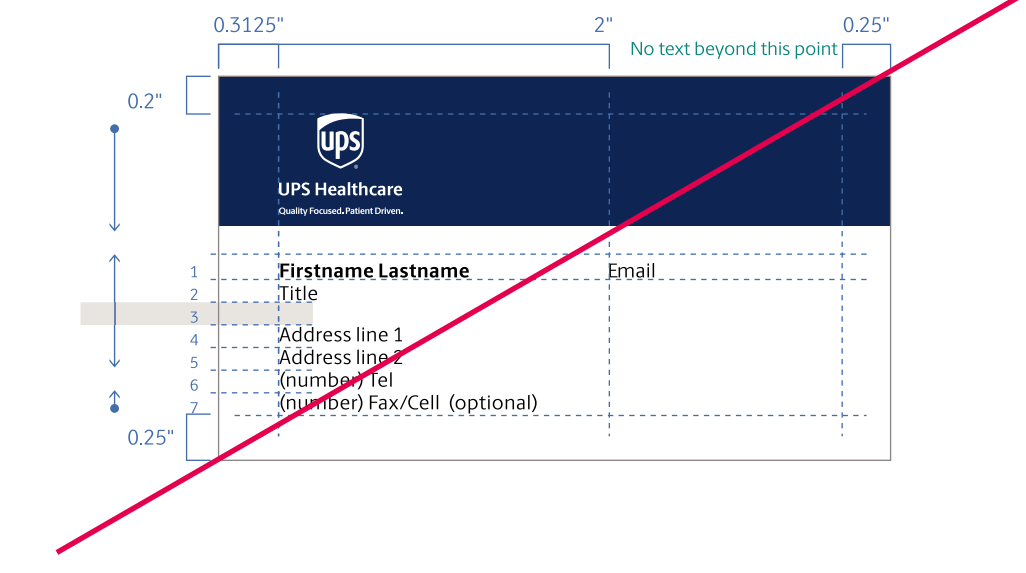 0.3125" 2" 0.25"
No text beyond this point
0.2"
ups
UPS Healthcare
Quality Focused. Patient Driven.
1 Firstname Lastname Email
2 Title
3
4 Address line 1
5 Address line 2
6 (number) Tel
7 (number) Fax/Cell (optional)
0.25"